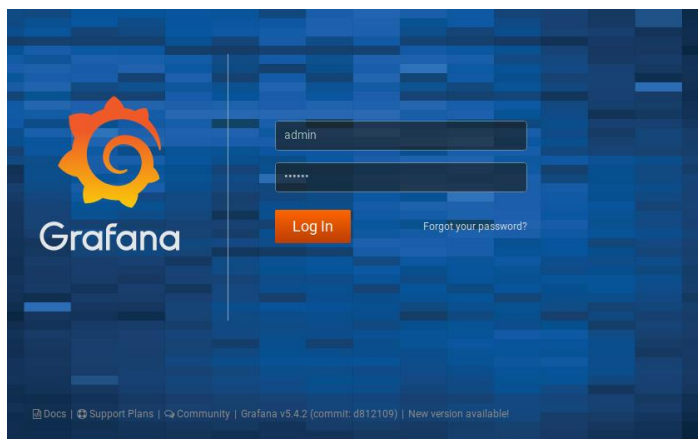 admin
••••••
Log In Forgot your password?
Grafana
Docs | Support Plans | Community | Grafana v5.4.2 (commit: d812109) | New version available!